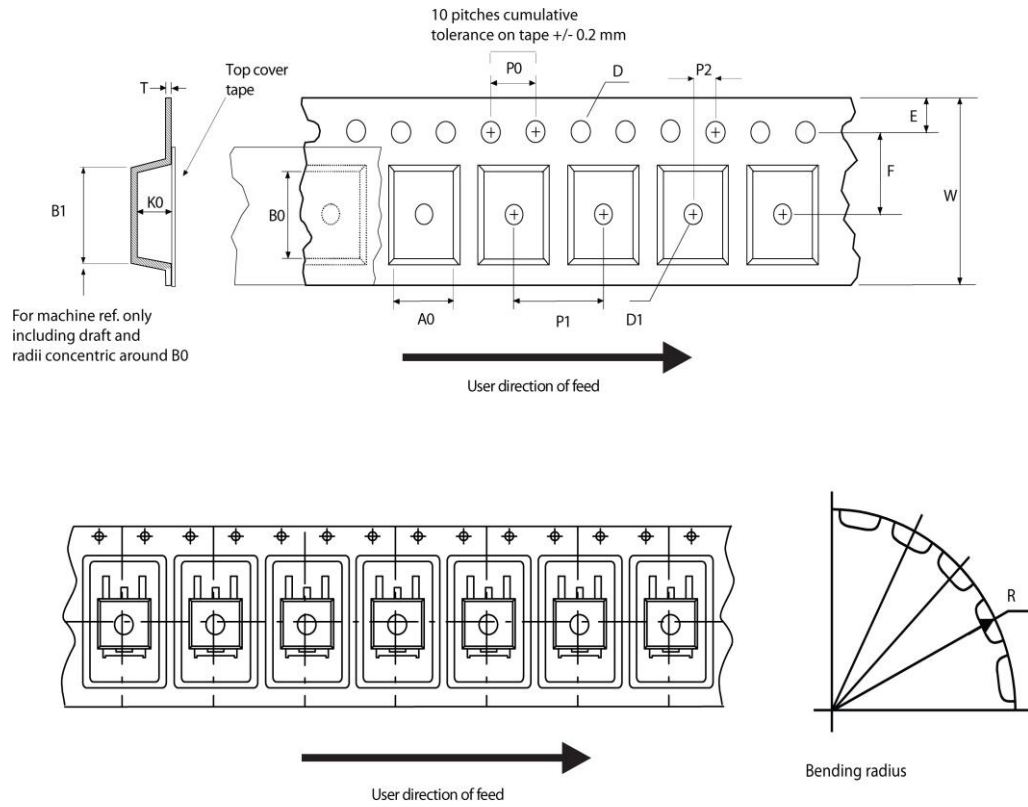 10 pitches cumulative
tolerance on tape +/- 0.2 mm
T
Top cover
tape
P0
D
P2
E
F
W
B1
K0
B0
For machine ref. only
including draft and
radii concentric around B0
A0
P1
D1
User direction of feed
R
Bending radius
User direction of feed